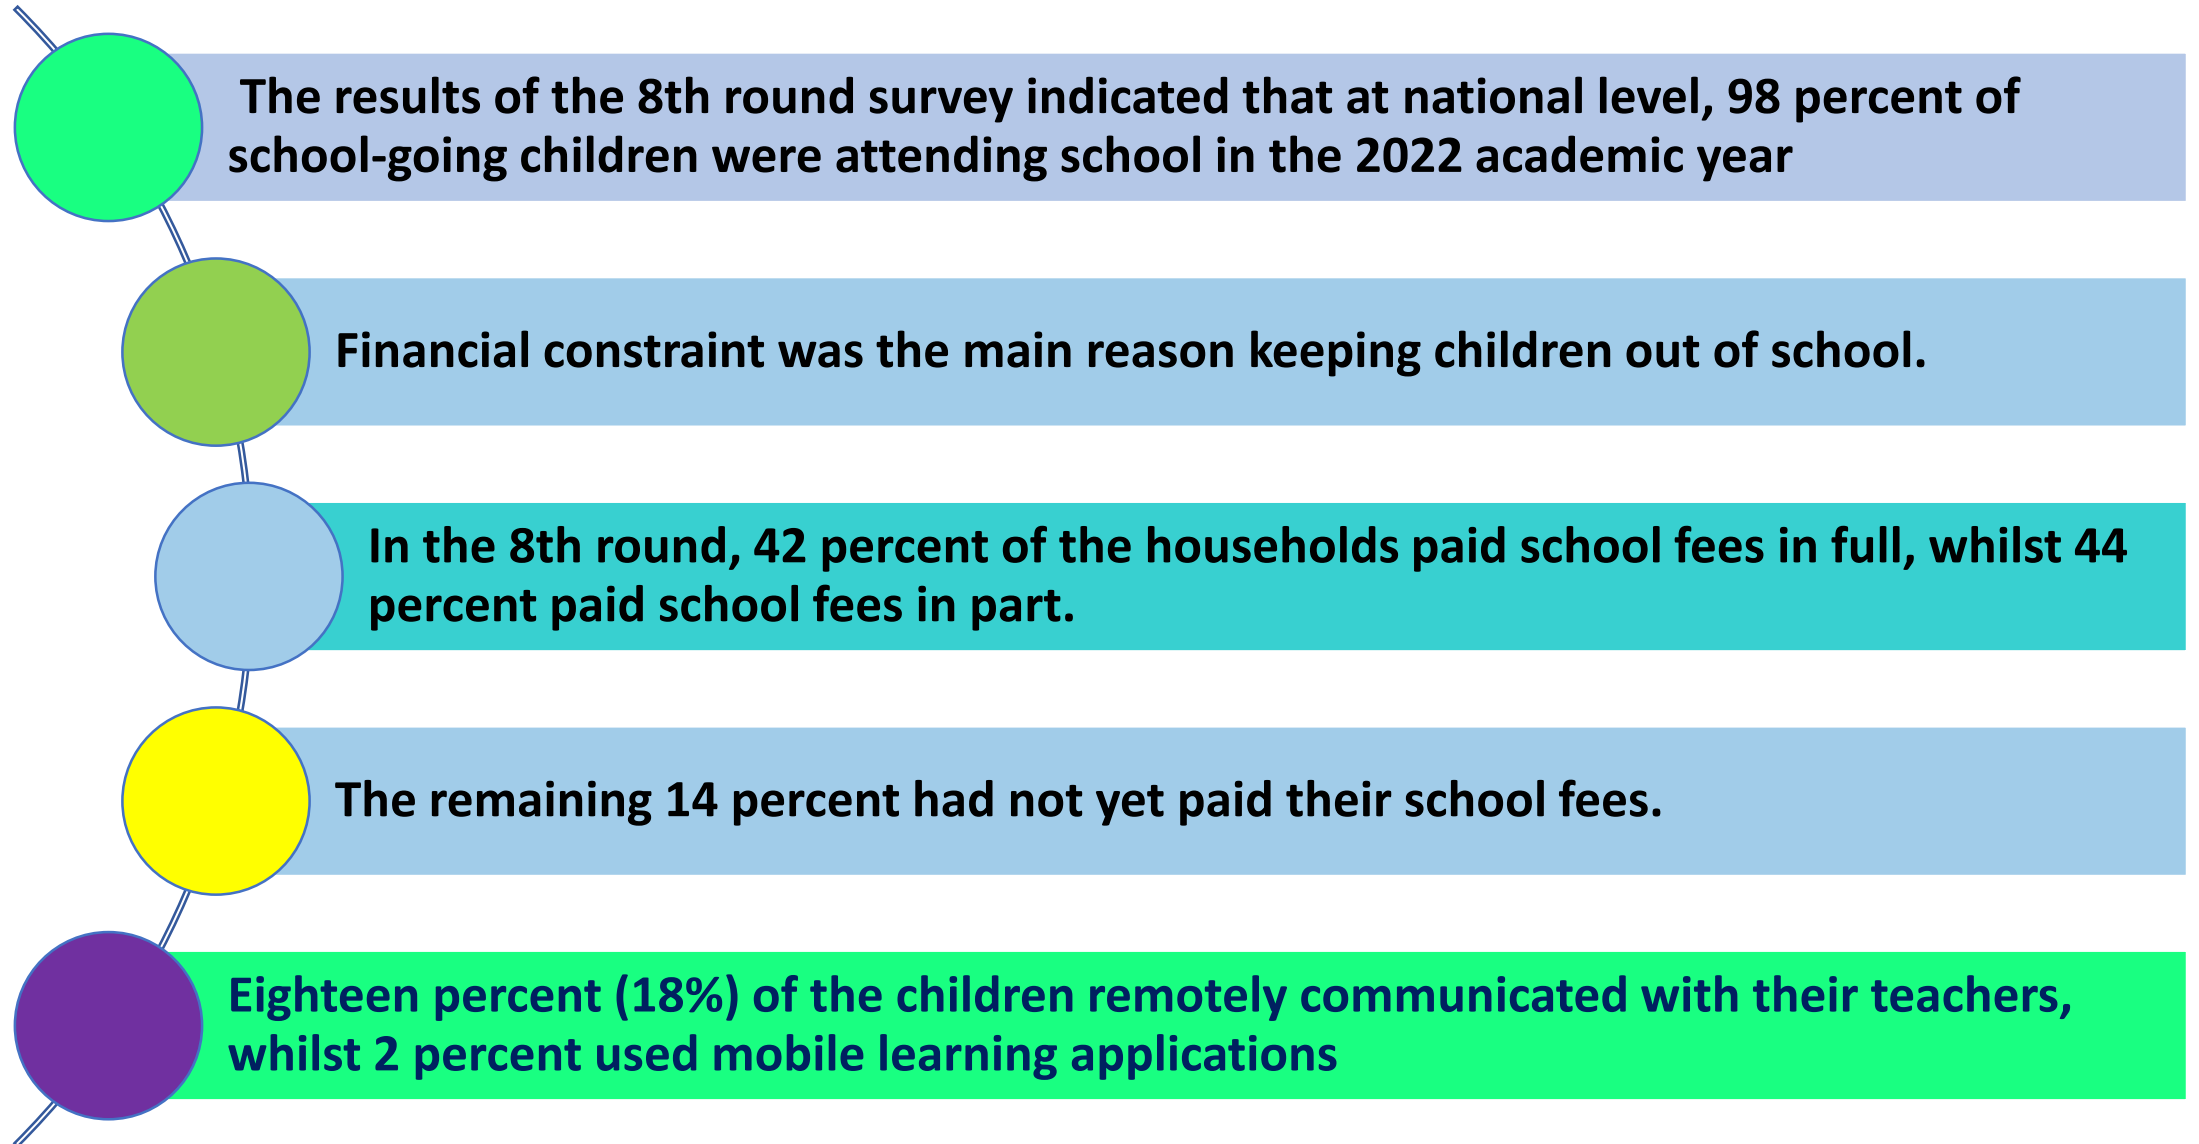 The results of the 8th round survey indicated that at national level, 98 percent of
school-going children were attending school in the 2022 academic year
Financial constraint was the main reason keeping children out of school.
In the 8th round, 42 percent of the households paid school fees in full, whilst 44
percent paid school fees in part.
The remaining 14 percent had not yet paid their school fees.
Eighteen percent (18%) of the children remotely communicated with their teachers,
whilst 2 percent used mobile learning applications